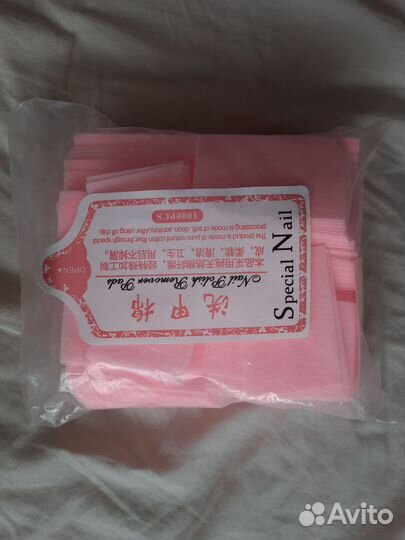 Special Nail
洗甲棉
Nail Polish Remover Pads
本品采用纯天然棉纤维、经特殊加工制
成，柔软、清洁、卫生、用后不掉屑。
The product is made of pure natural cotton fiber,through special
processing is made of soft, clean, sanitary ,After using off chip
1000PCS
OPEN
Avito